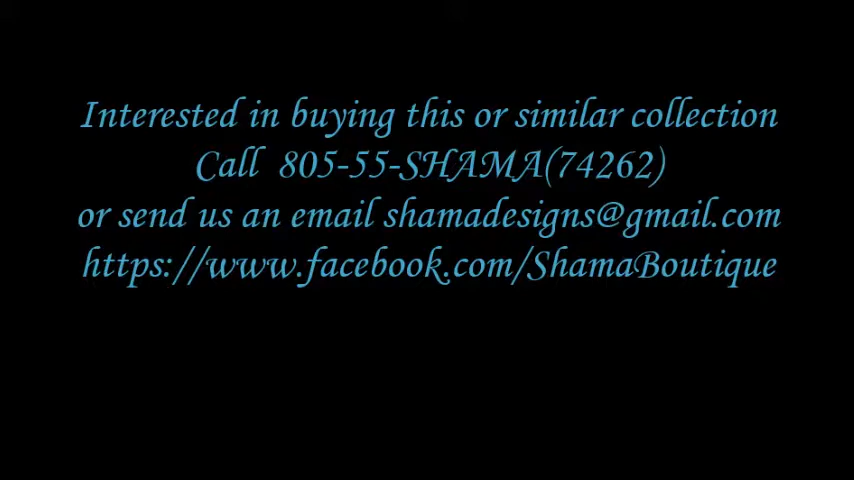 Interested in buying this or similar collection
Call 805-55-SHAMA(74262)
or send us an email shamadesigns@gmail.com
https://www.facebook.com/ShamaBoutique